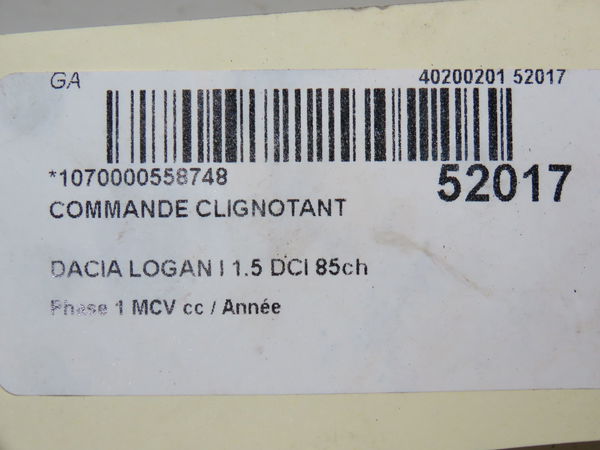 GA 40200201 52017
*1070000558748 52017
COMMANDE CLIGNOTANT
DACIA LOGAN I 1.5 DCI 85ch
Phase 1 MCV cc / Année